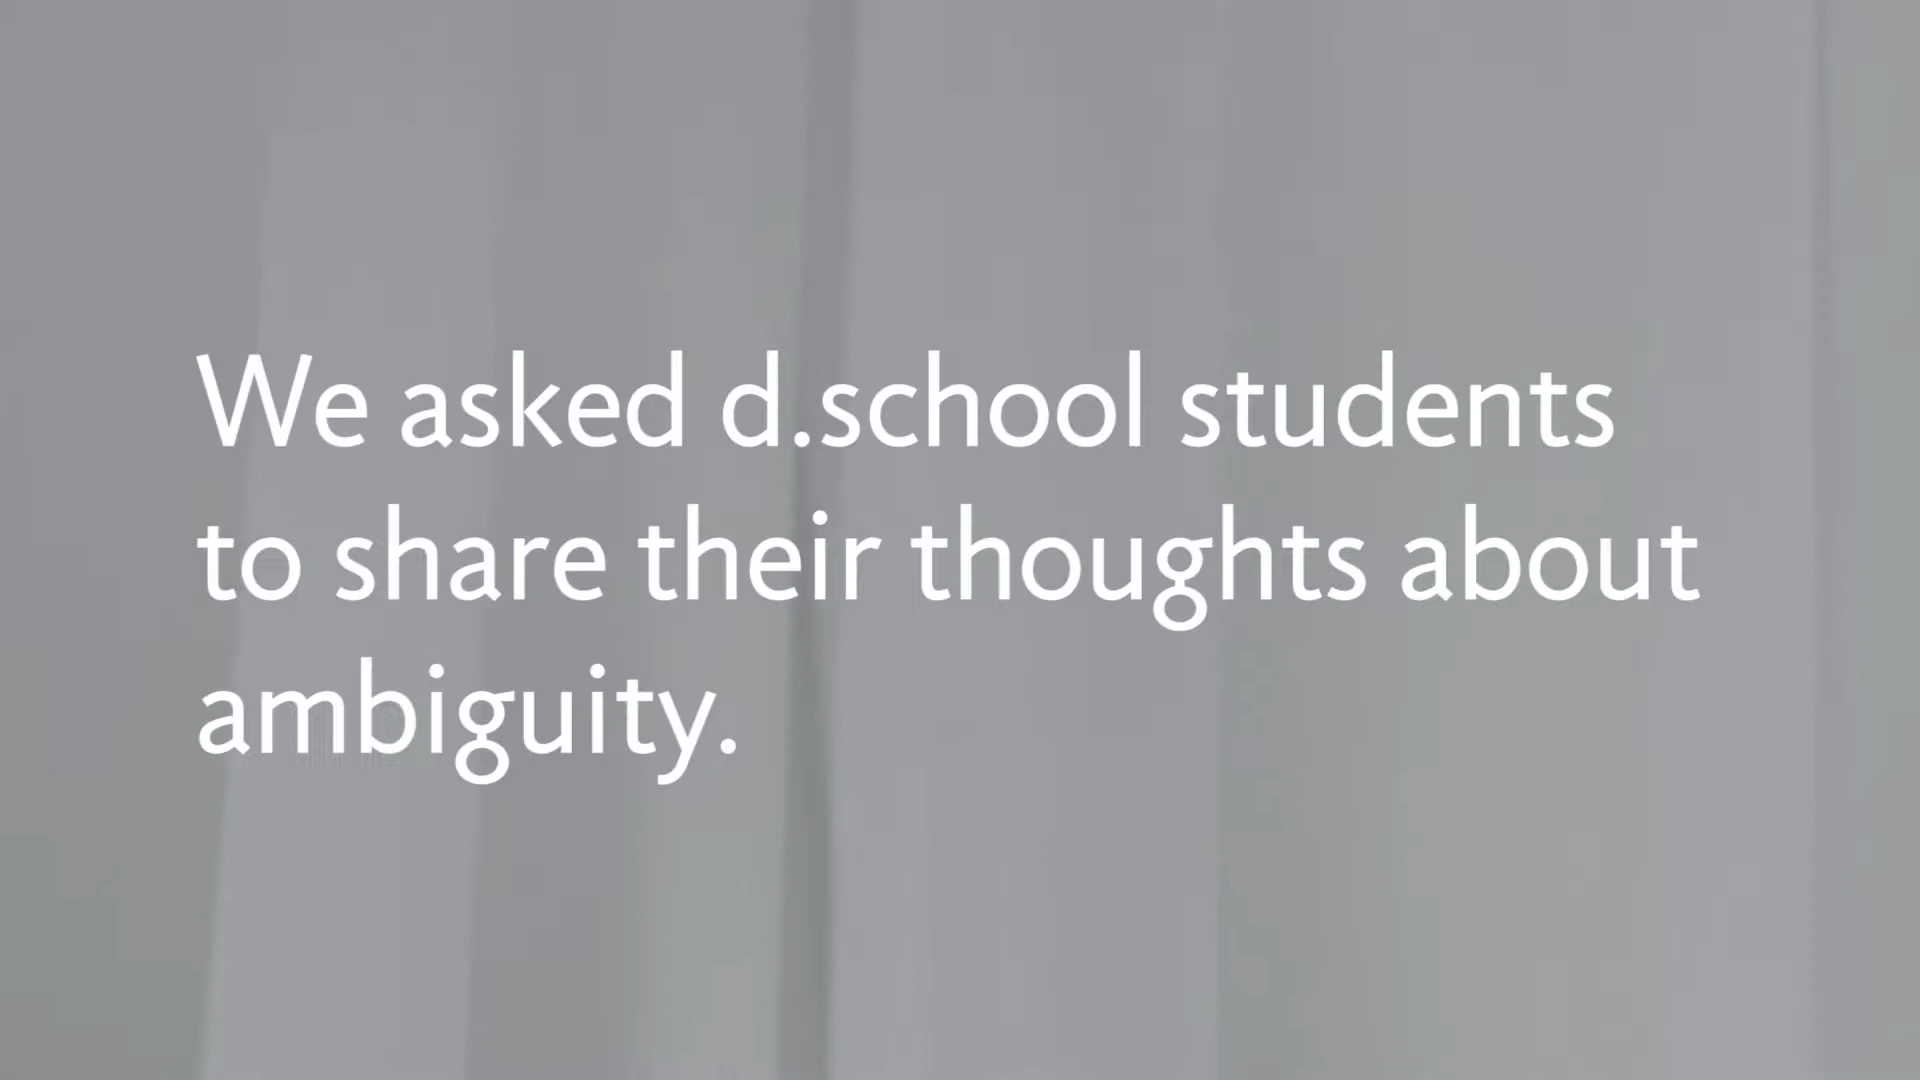 We asked d.school students
to share their thoughts about
ambiguity.